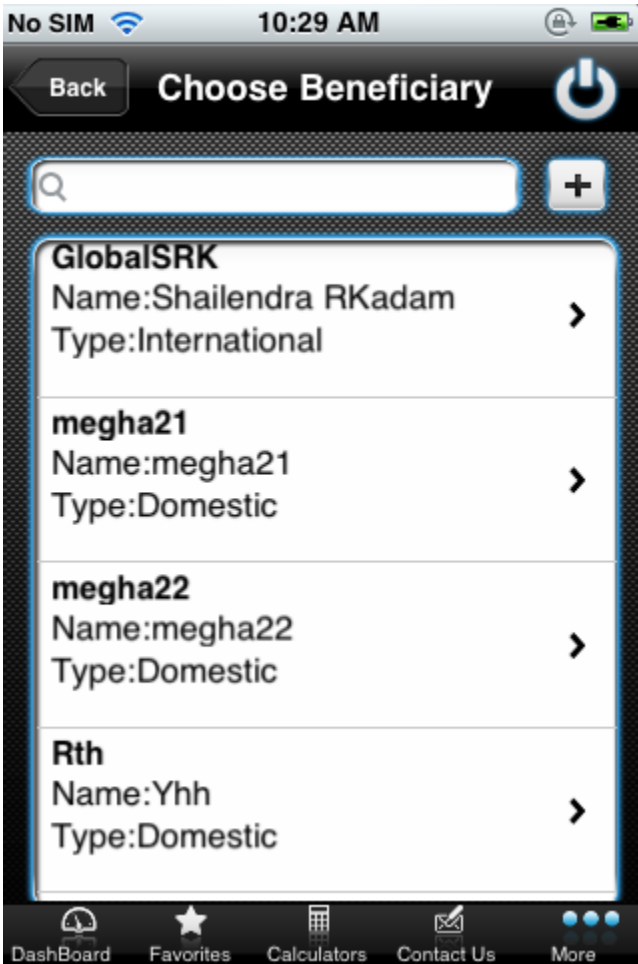 No SIM 10:29 AM
Back Choose Beneficiary
+
GlobalSRK
Name:Shailendra RKadam
Type:International
megha21
Name:megha21
Type:Domestic
megha22
Name:megha22
Type:Domestic
Rth
Name:Yhh
Type:Domestic
DashBoard Favorites Calculators Contact Us More